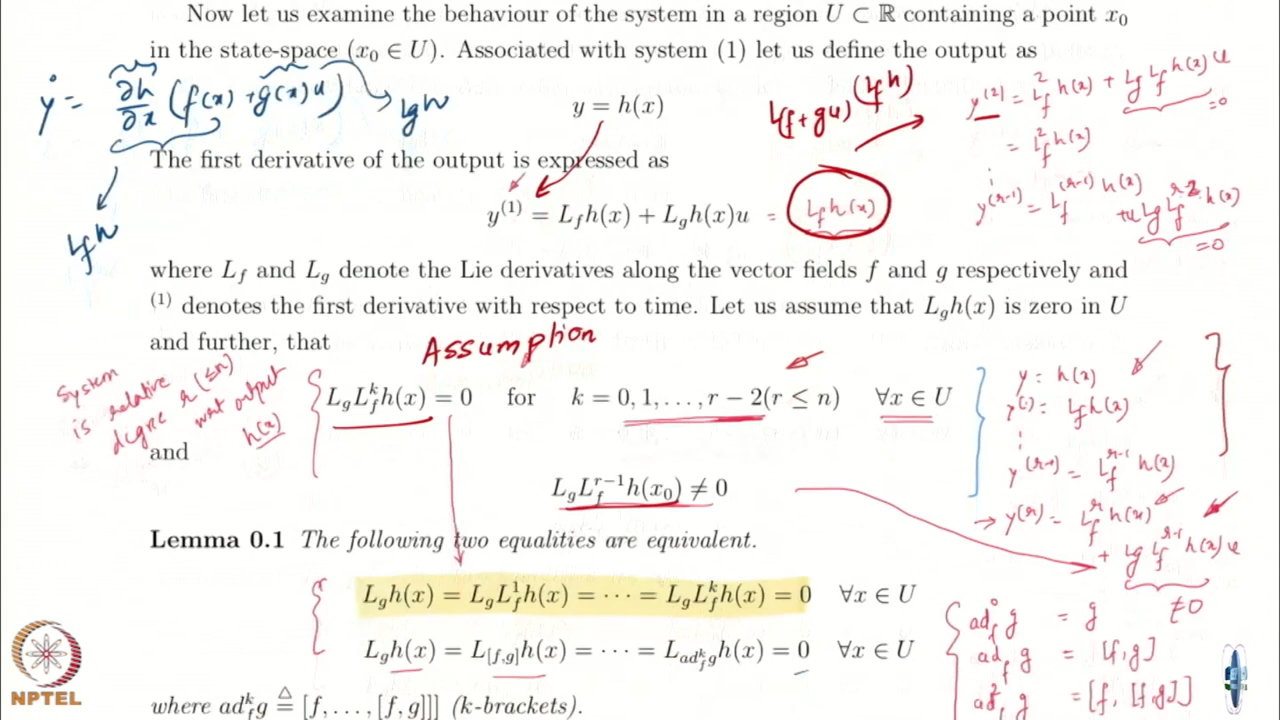 Now let us examine the behaviour of the system in a region U ⊂ ℝ containing a point x₀
in the state-space (x₀ ∈ U). Associated with system (1) let us define the output as
ẏ = ∂h/∂x (f(x) + g(x)u)
L_g h
L_f h
y = h(x)
L_(f+gu) (L_f h)
y⁽²⁾ = L_f² h(x) + L_g L_f h(x) u
=0
= L_f² h(x)
⋮
y^(r-1) = L_f^(r-1) h(x)
+u L_g L_f^(r-2) h(x)
=0
The first derivative of the output is expressed as
y⁽¹⁾ = L_f h(x) + L_g h(x)u = L_f h(x)
where L_f and L_g denote the Lie derivatives along the vector fields f and g respectively and
⁽¹⁾ denotes the first derivative with respect to time. Let us assume that L_g h(x) is zero in U
and further, that
Assumption
System
is relative
degree r (≤n)
wrt output
h(x)
L_g L_f^k h(x) = 0 for k = 0, 1, . . . , r − 2(r ≤ n) ∀x ∈ U
and
L_g L_f^(r−1) h(x₀) ≠ 0
y = h(x)
y⁽¹⁾ = L_f h(x)
⋮
y^(r-1) = L_f^(r-1) h(x)
→ y^(r) = L_f^r h(x)
+ L_g L_f^(r-1) h(x) u
≠0
Lemma 0.1 The following two equalities are equivalent.
L_g h(x) = L_g L_f^1 h(x) = · · · = L_g L_f^k h(x) = 0 ∀x ∈ U
L_g h(x) = L_[f,g] h(x) = · · · = L_(ad_f^k g) h(x) = 0 ∀x ∈ U
where ad_f^k g ≜ [f, . . . , [f, g]]] (k-brackets).
ad_f^0 g = g
ad_f g = [f,g]
ad_f^2 g = [f, [f,g]]
NPTEL